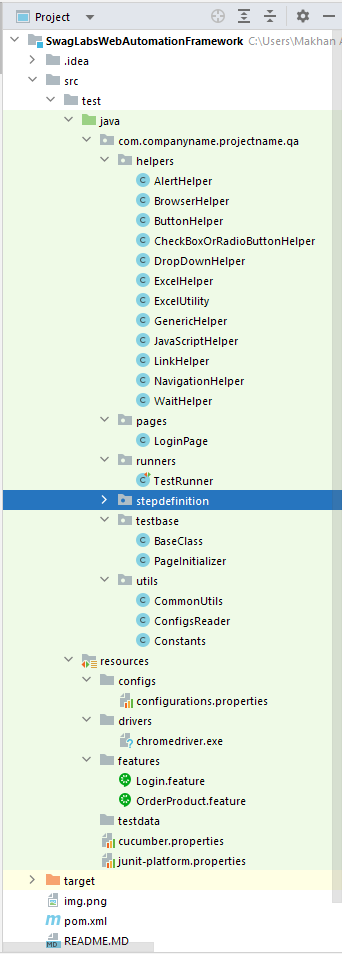 Project
SwagLabsWebAutomationFramework C:\Users\Makhan A
.idea
src
test
java
com.companyname.projectname.qa
helpers
AlertHelper
BrowserHelper
ButtonHelper
CheckBoxOrRadioButtonHelper
DropDownHelper
ExcelHelper
ExcelUtility
GenericHelper
JavaScriptHelper
LinkHelper
NavigationHelper
WaitHelper
pages
LoginPage
runners
TestRunner
stepdefinition
testbase
BaseClass
PageInitializer
utils
CommonUtils
ConfigsReader
Constants
resources
configs
configurations.properties
drivers
chromedriver.exe
features
Login.feature
OrderProduct.feature
testdata
cucumber.properties
junit-platform.properties
target
img.png
pom.xml
README.MD